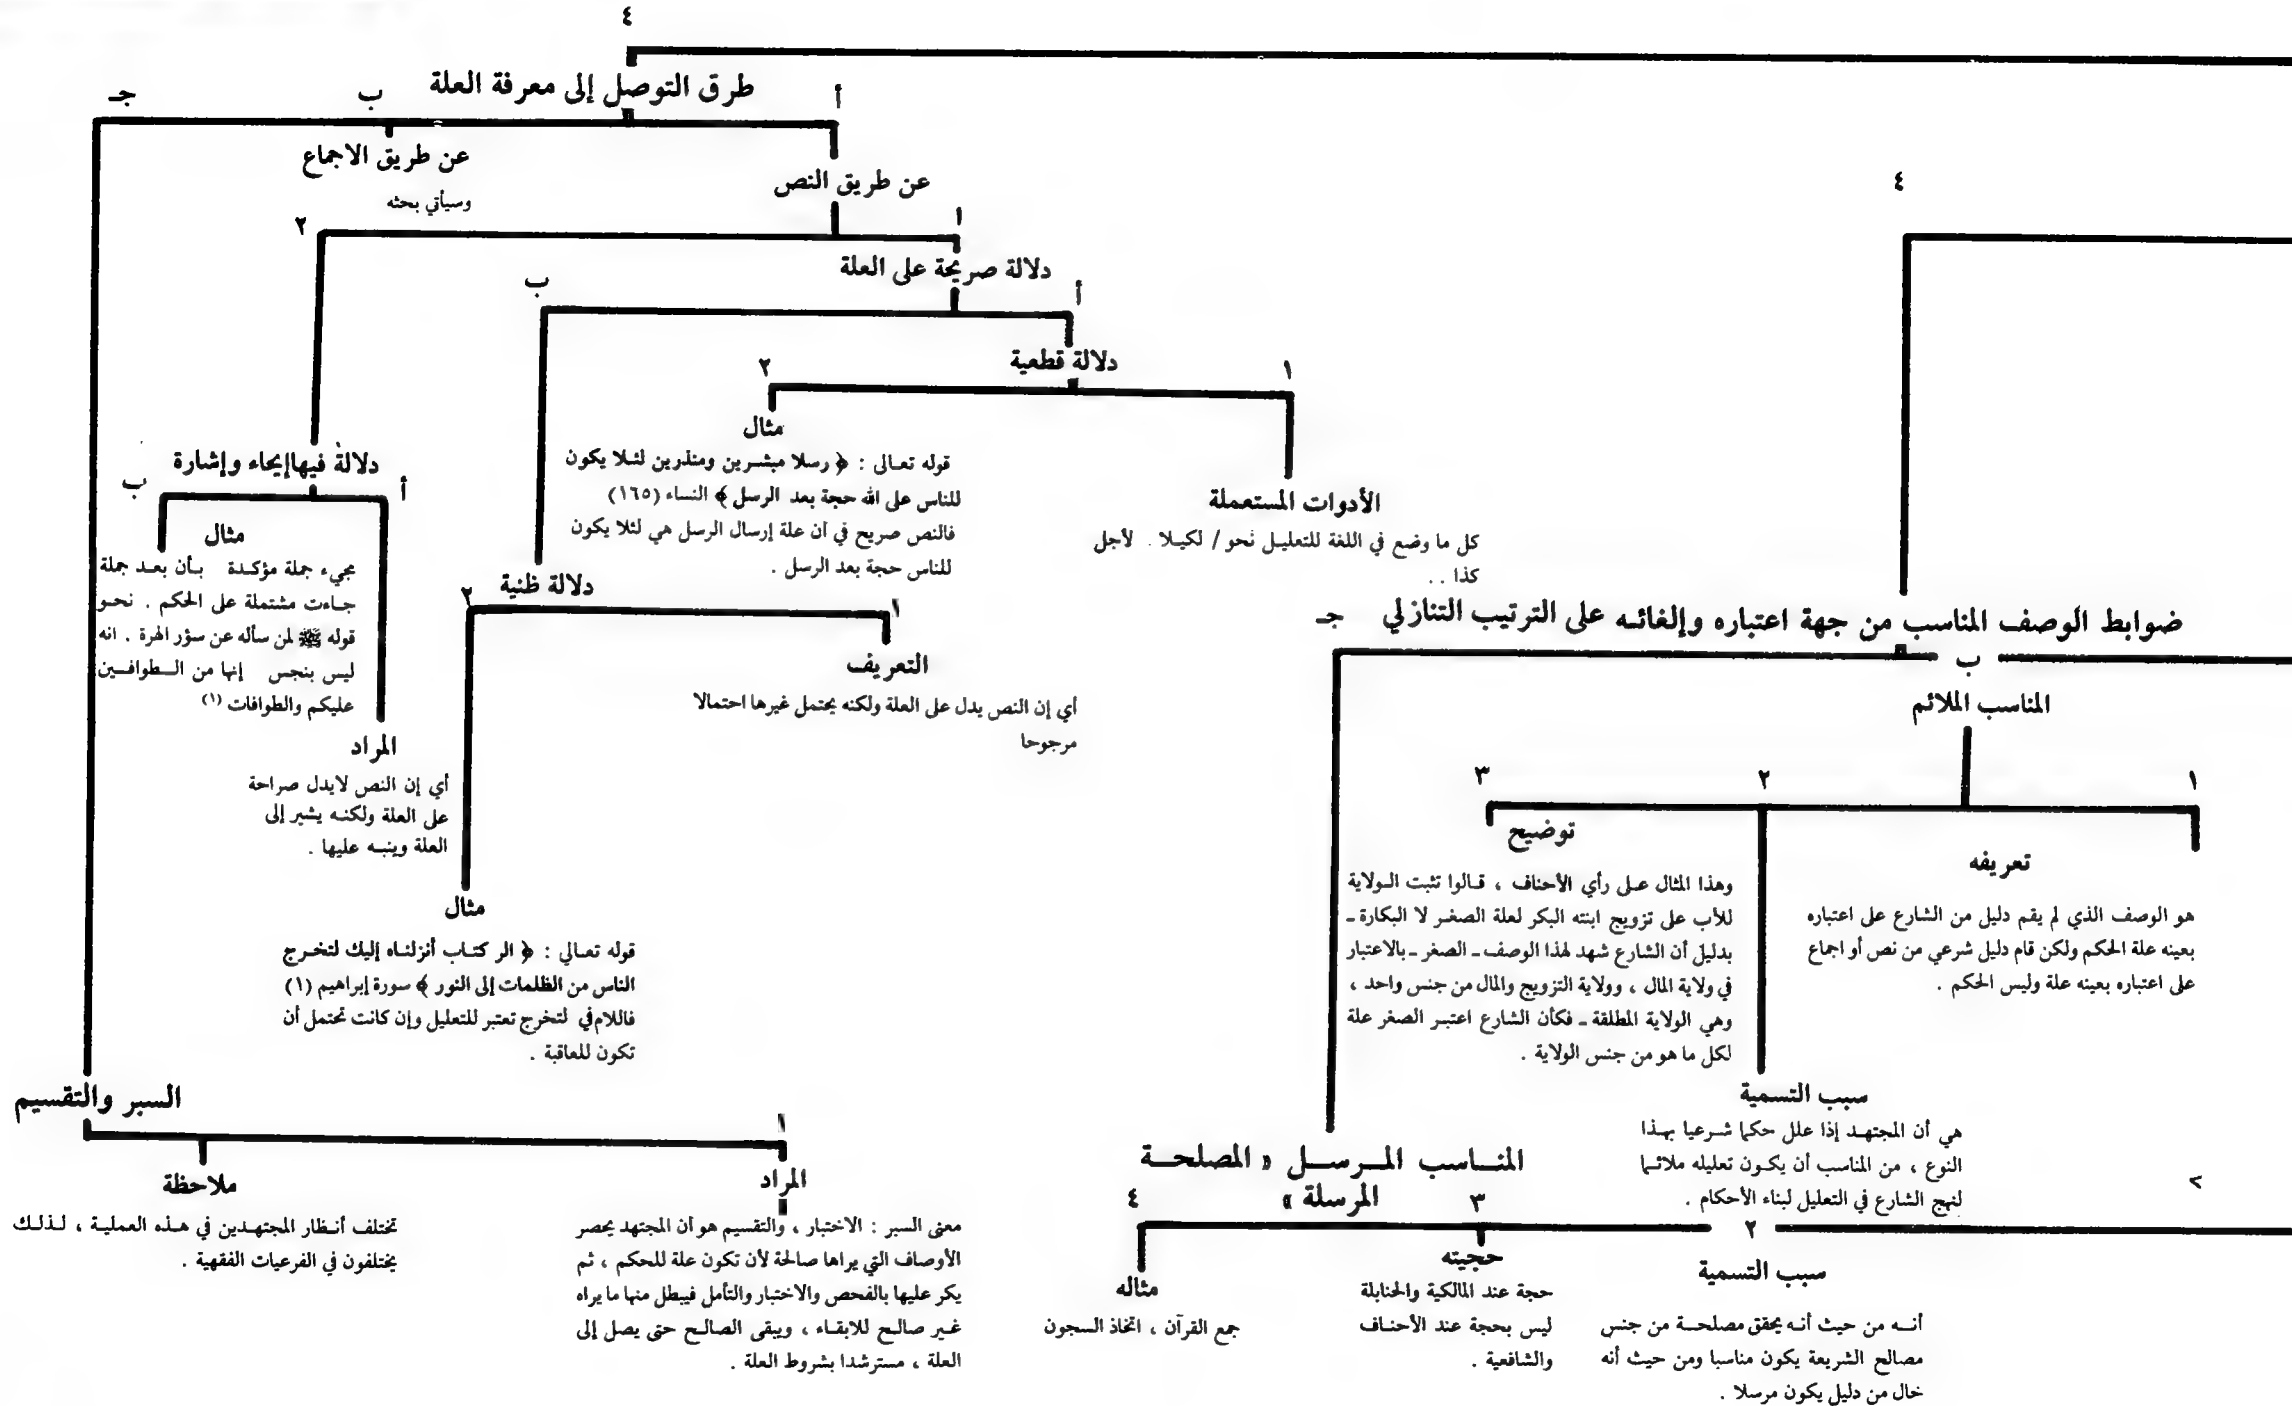 ٤
طرق التوصل إلى معرفة العلة
أ
ب
جـ
عن طريق النص
عن طريق الاجماع
وسيأتي بحثه
١
٢
دلالة صريحة على العلة
أ
ب
دلالة قطعية
١
٢
الأدوات المستعملة
كل ما وضع في اللغة للتعليل نحو / لكيلا . لأجل
كذا . .
مثال
قوله تعالى : ﴿ رسلا مبشرين ومنذرين لئلا يكون
للناس على الله حجة بعد الرسل ﴾ النساء (١٦٥)
فالنص صريح في أن علة إرسال الرسل هي لئلا يكون
للناس حجة بعد الرسل .
دلالة ظنية
١
٢
التعريف
أي إن النص يدل على العلة ولكنه يحتمل غيرها احتمالا
مرجوحا
مثال
قوله تعالى : ﴿ الر كتاب أنزلناه إليك لتخرج
الناس من الظلمات إلى النور ﴾ سورة إبراهيم (١)
فاللام في لتخرج تعتبر للتعليل وإن كانت تحتمل أن
تكون للعاقبة .
دلالة فيها إيحاء وإشارة
أ
ب
مثال
مجيء جملة مؤكدة بأن بعد جملة
جاءت مشتملة على الحكم . نحو
قوله ﷺ لمن سأله عن سؤر الهرة . انه
ليس بنجس إنها من الطوافين
عليكم والطوافات (١)
المراد
أي إن النص لايدل صراحة
على العلة ولكنه يشير إلى
العلة وينبه عليها .
السبر والتقسيم
١
المراد
معنى السبر : الاختبار ، والتقسيم هو أن المجتهد يحصر
الأوصاف التي يراها صالحة لأن تكون علة للحكم ، ثم
يكر عليها بالفحص والاختبار والتأمل فيبطل منها ما يراه
غير صالح للابقاء ، ويبقى الصالح حتى يصل إلى
العلة ، مسترشدا بشروط العلة .
ملاحظة
تختلف أنظار المجتهدين في هذه العملية ، لذلك
يختلفون في الفرعيات الفقهية .
٤
ضوابط الوصف المناسب من جهة اعتباره وإلغائه على الترتيب التنازلي
جـ
ب
المناسب الملائم
١
٢
٣
تعريفه
هو الوصف الذي لم يقم دليل من الشارع على اعتباره
بعينه علة الحكم ولكن قام دليل شرعي من نص أو اجماع
على اعتباره بعينه علة وليس الحكم .
توضيح
وهذا المثال على رأي الأحناف ، قالوا تثبت الولاية
للأب على تزويج ابنته البكر لعلة الصغر لا البكارة ـ
بدليل أن الشارع شهد لهذا الوصف ـ الصغر ـ بالاعتبار
في ولاية المال ، وولاية التزويج والمال من جنس واحد ،
وهي الولاية المطلقة ـ فكأن الشارع اعتبر الصغر علة
لكل ما هو من جنس الولاية .
سبب التسمية
هي أن المجتهد إذا علل حكما شرعيا بهذا
النوع ، من المناسب أن يكون تعليله ملائما
لنهج الشارع في التعليل لبناء الأحكام .
المناسب المرسل « المصلحة
المرسلة »
٢
٣
٤
سبب التسمية
أنه من حيث أنه يحقق مصلحة من جنس
مصالح الشريعة يكون مناسبا ومن حيث أنه
خال من دليل يكون مرسلا .
حجيته
حجة عند المالكية والحنابلة
ليس بحجة عند الأحناف
والشافعية .
مثاله
جمع القرآن ، اتخاذ السجون